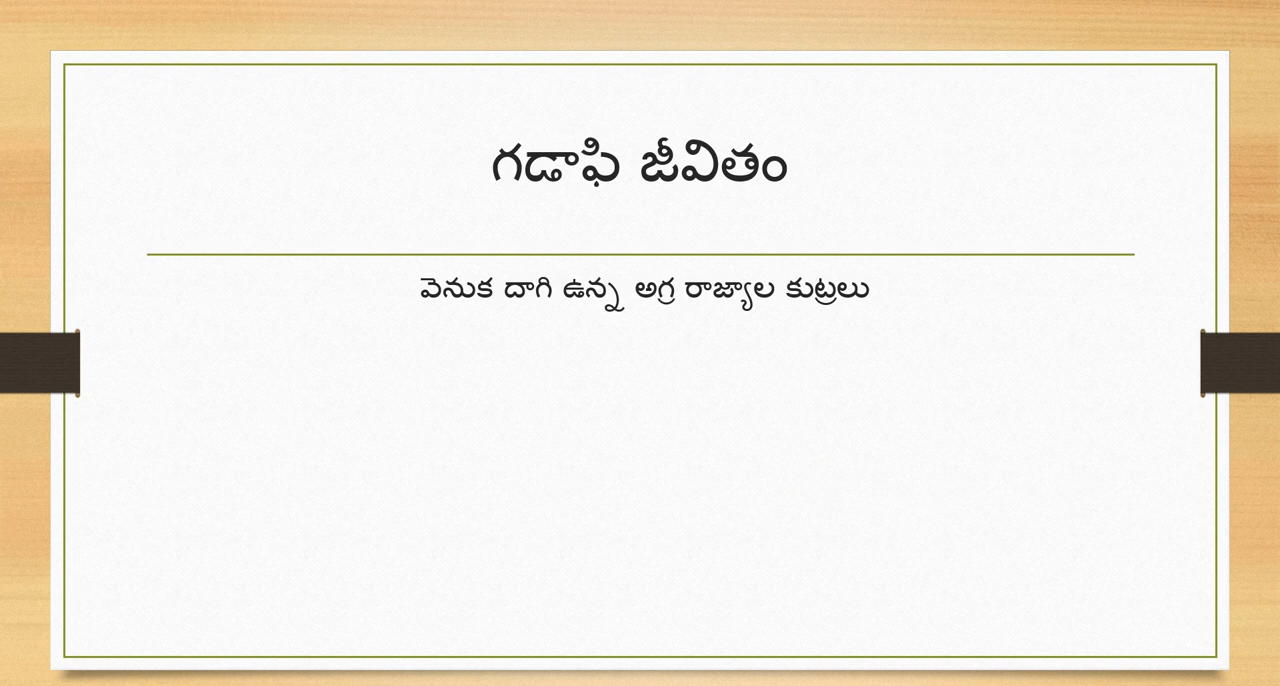 గడాఫి జీవితం
వెనుక దాగి ఉన్న అగ్ర రాజ్యాల కుట్రలు